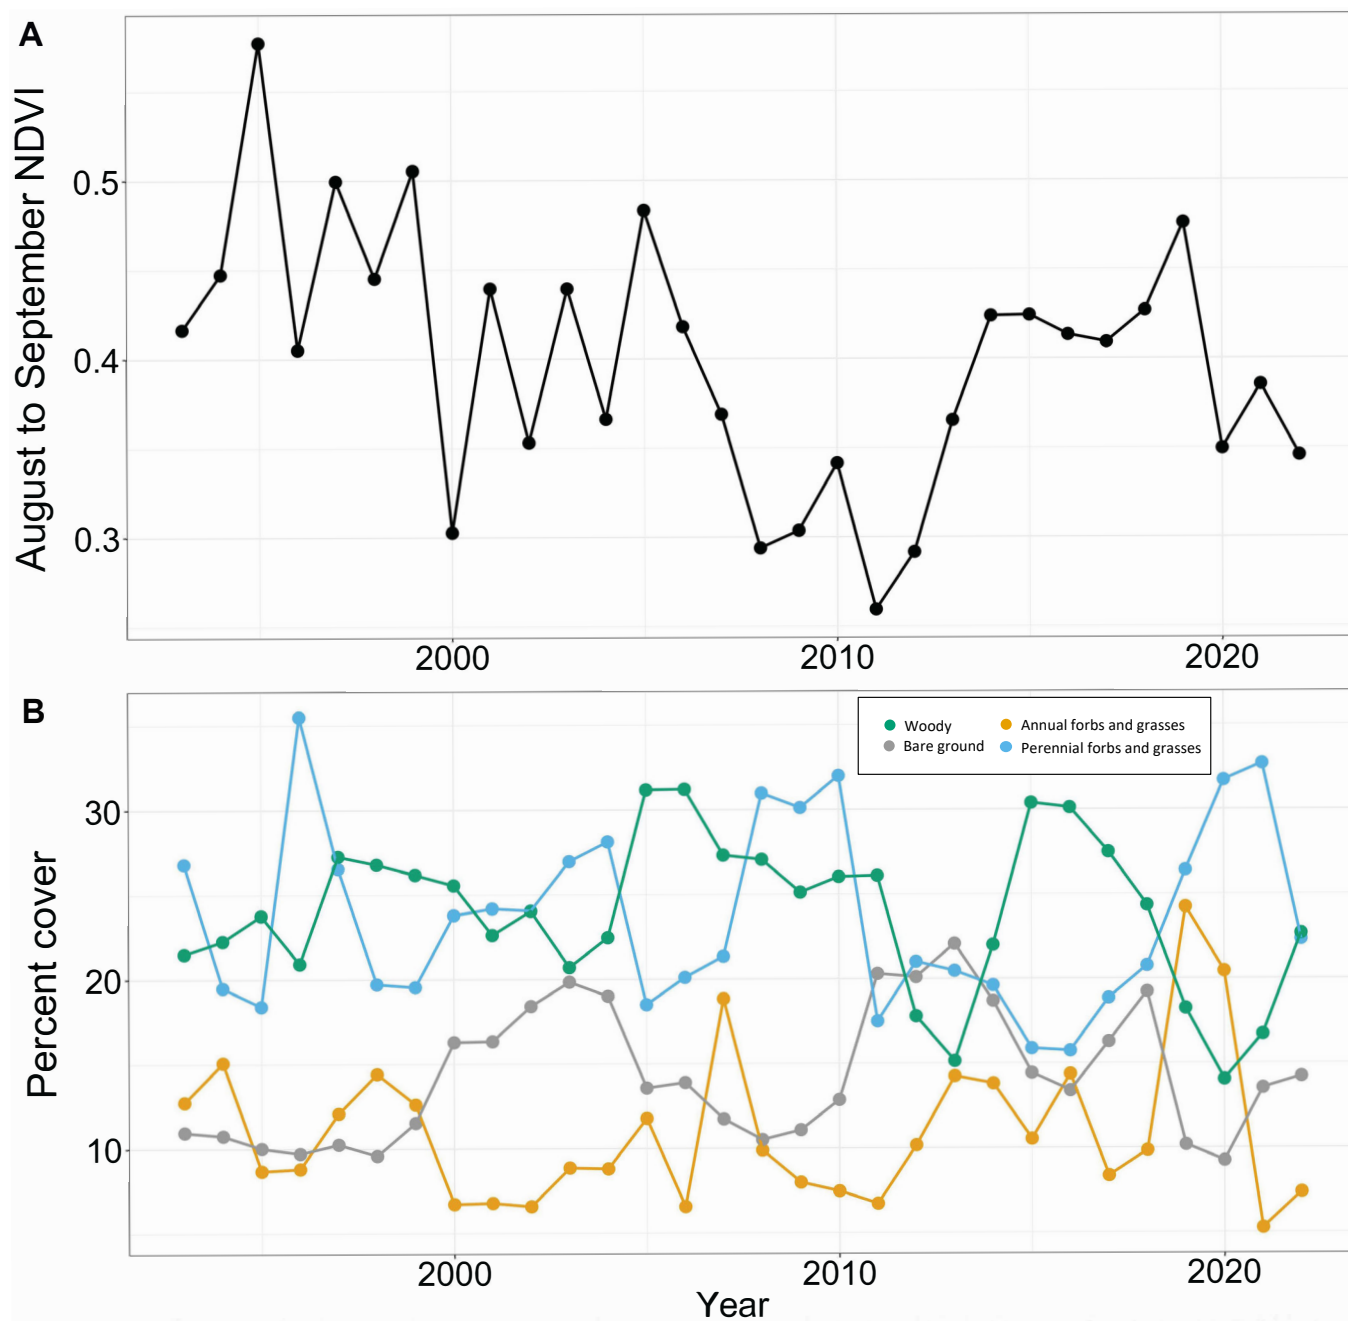 A
August to September NDVI
0.5
0.4
0.3
2000 2010 2020
B
Woody Annual forbs and grasses
Bare ground Perennial forbs and grasses
Percent cover
30
20
10
2000 2010 2020
Year